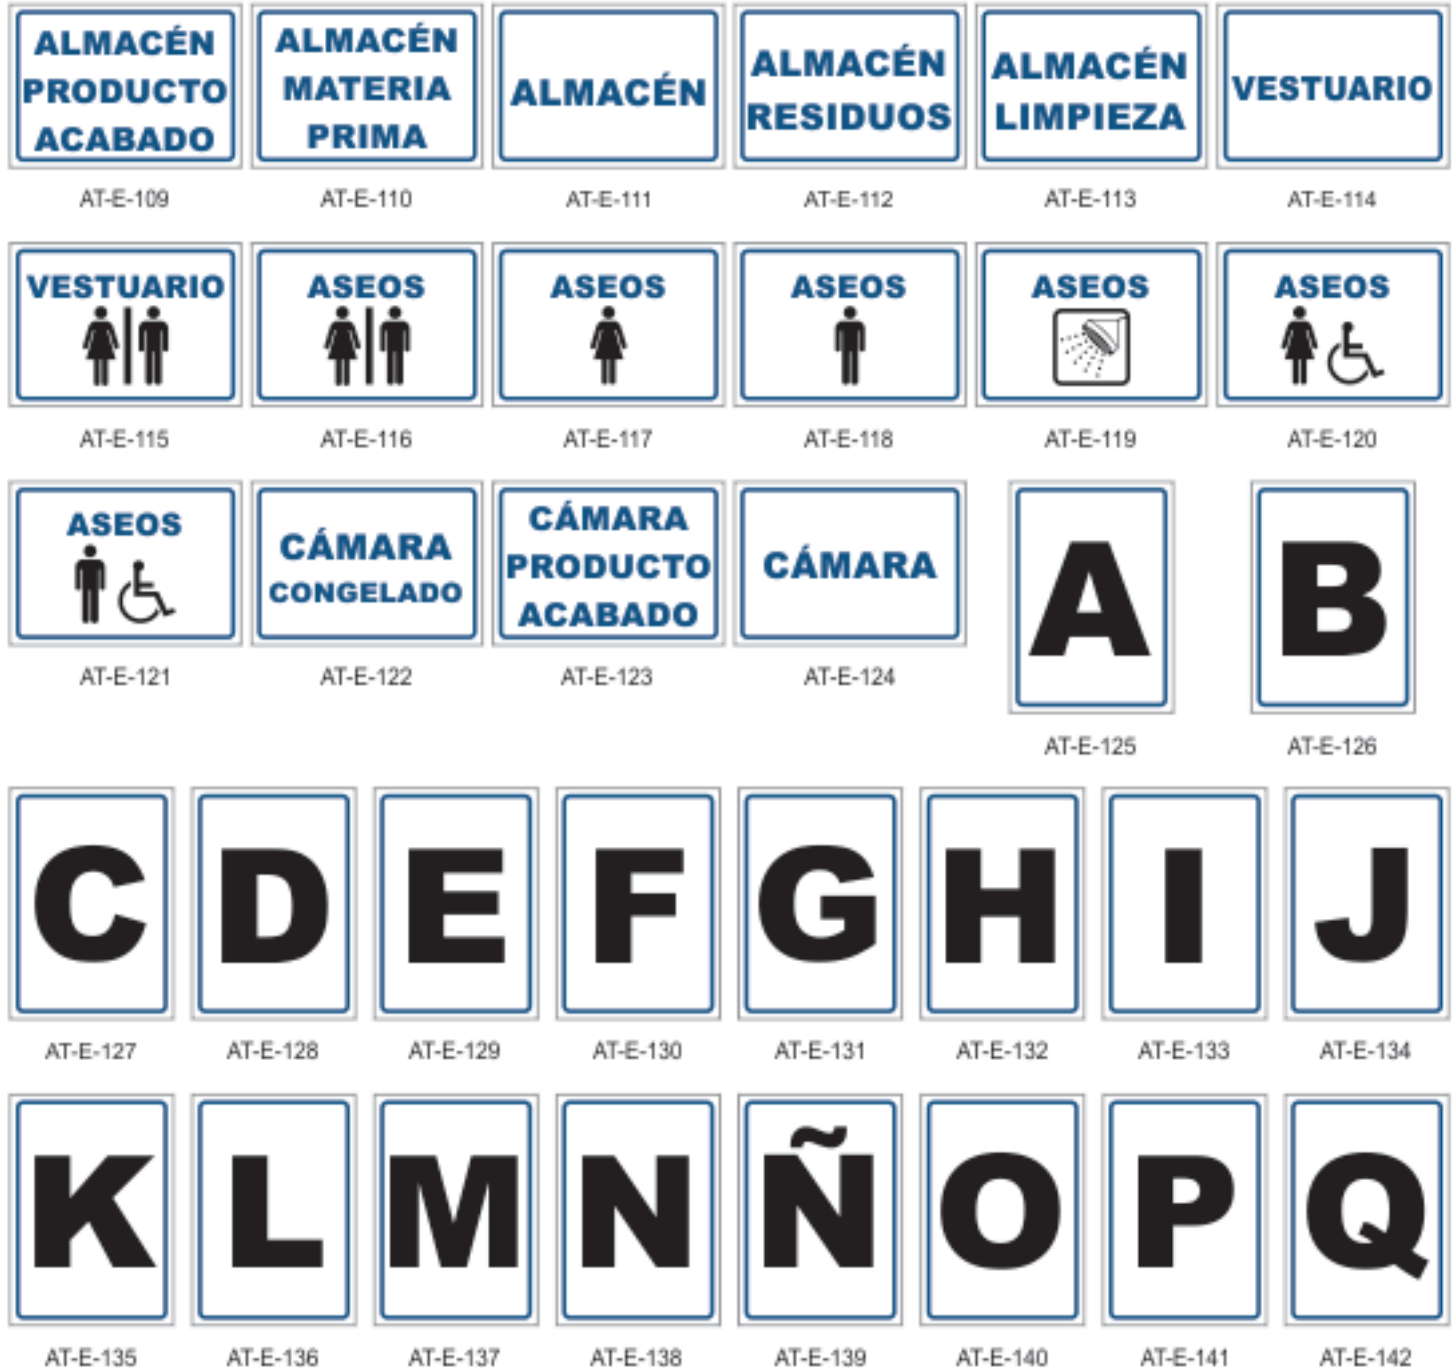 ALMACÉN
PRODUCTO
ACABADO
AT-E-109
ALMACÉN
MATERIA
PRIMA
AT-E-110
ALMACÉN
AT-E-111
ALMACÉN
RESIDUOS
AT-E-112
ALMACÉN
LIMPIEZA
AT-E-113
VESTUARIO
AT-E-114
VESTUARIO
AT-E-115
ASEOS
AT-E-116
ASEOS
AT-E-117
ASEOS
AT-E-118
ASEOS
AT-E-119
ASEOS
AT-E-120
ASEOS
AT-E-121
CÁMARA
CONGELADO
AT-E-122
CÁMARA
PRODUCTO
ACABADO
AT-E-123
CÁMARA
AT-E-124
A
AT-E-125
B
AT-E-126
C
AT-E-127
D
AT-E-128
E
AT-E-129
F
AT-E-130
G
AT-E-131
H
AT-E-132
I
AT-E-133
J
AT-E-134
K
AT-E-135
L
AT-E-136
M
AT-E-137
N
AT-E-138
Ñ
AT-E-139
O
AT-E-140
P
AT-E-141
Q
AT-E-142